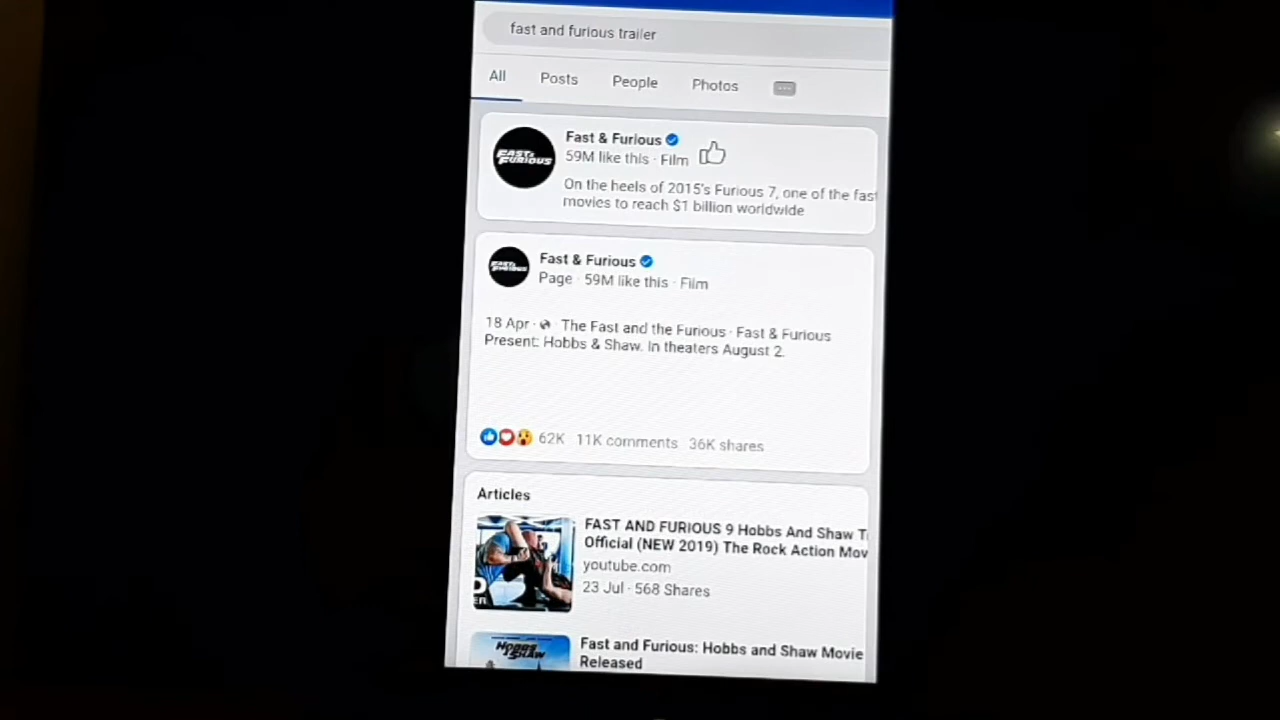 fast and furious trailer
All Posts People Photos
Fast & Furious
59M like this · Film
On the heels of 2015's Furious 7, one of the fast
movies to reach $1 billion worldwide
Fast & Furious
Page · 59M like this · Film
18 Apr · The Fast and the Furious · Fast & Furious
Present: Hobbs & Shaw. In theaters August 2.
62K 11K comments 36K shares
Articles
FAST AND FURIOUS 9 Hobbs And Shaw T
Official (NEW 2019) The Rock Action Mov
youtube.com
23 Jul · 568 Shares
HOBBS
& SHAW
Fast and Furious: Hobbs and Shaw Movie
Released